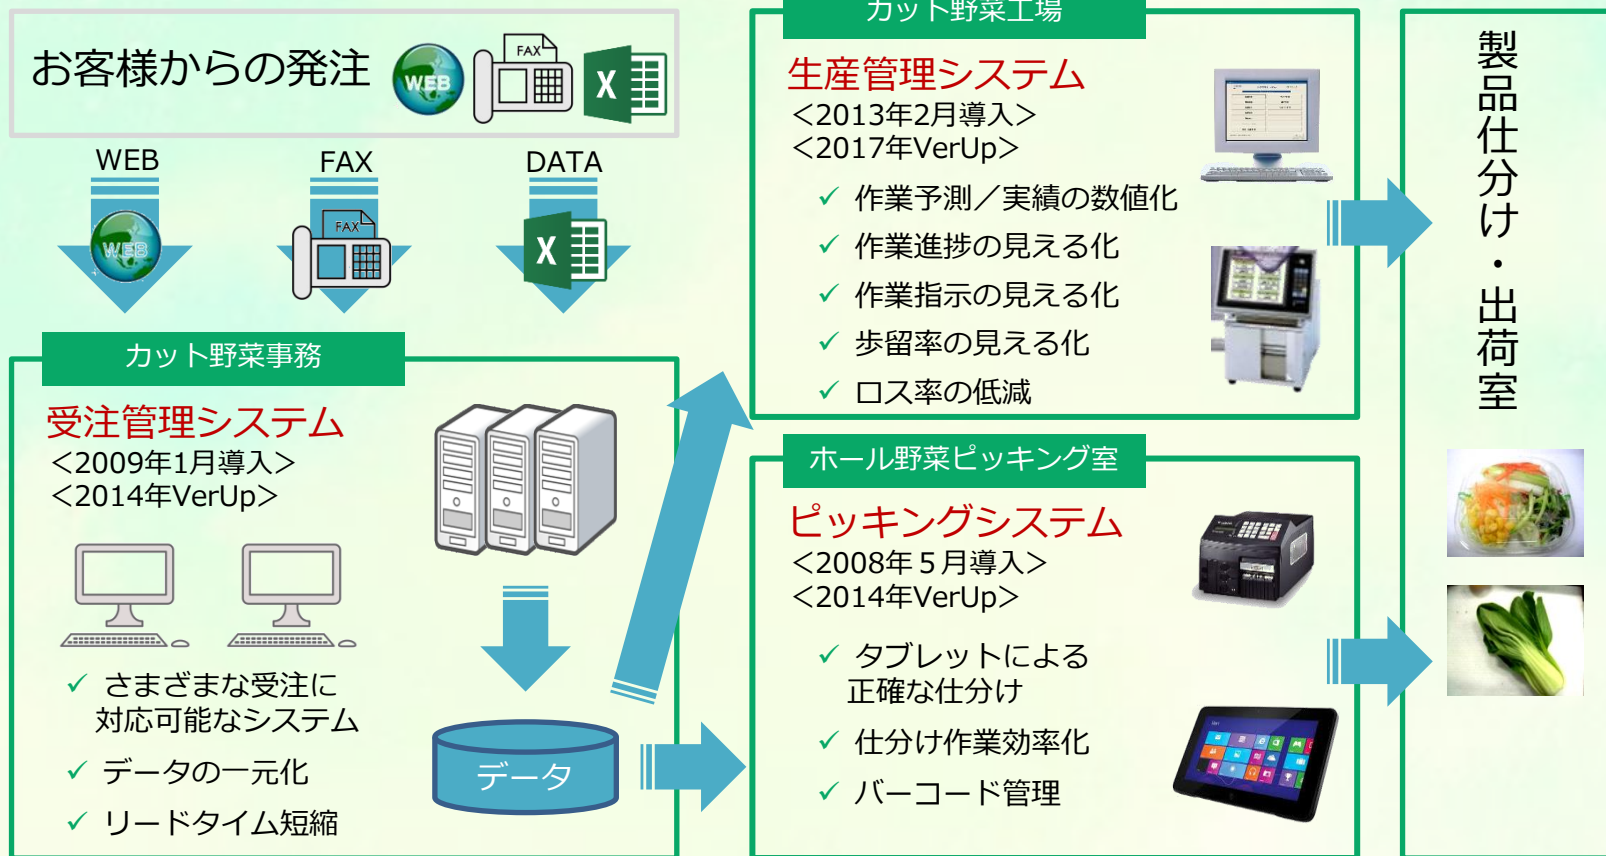 お客様からの発注
WEB
FAX
X
WEB
FAX
DATA
WEB
FAX
X
カット野菜事務
受注管理システム
<2009年1月導入>
<2014年VerUp>
✓ さまざまな受注に
対応可能なシステム
✓ データの一元化
✓ リードタイム短縮
データ
カット野菜工場
生産管理システム
<2013年2月導入>
<2017年VerUp>
✓ 作業予測/実績の数値化
✓ 作業進捗の見える化
✓ 作業指示の見える化
✓ 歩留率の見える化
✓ ロス率の低減
ホール野菜ピッキング室
ピッキングシステム
<2008年5月導入>
<2014年VerUp>
✓ タブレットによる
正確な仕分け
✓ 仕分け作業効率化
✓ バーコード管理
製品仕分け・出荷室